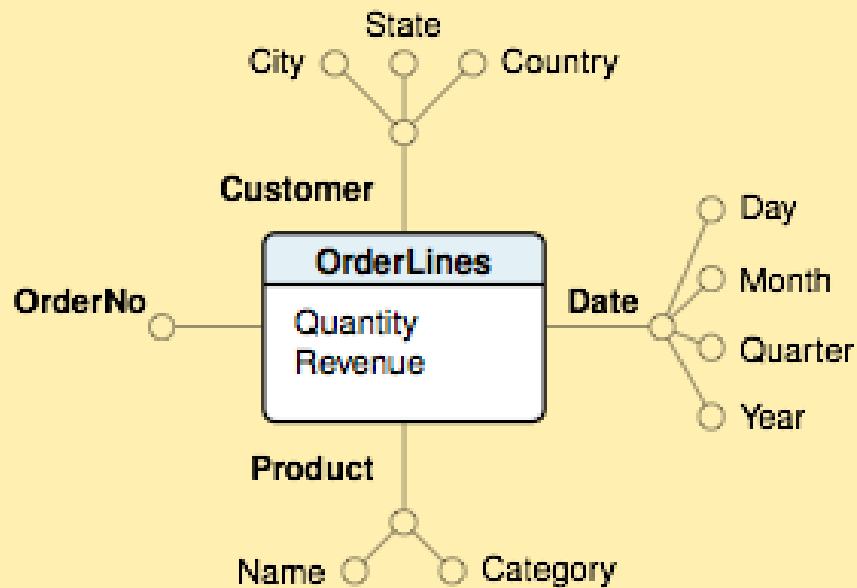 State
City
Country
Customer
Day
OrderLines
Month
OrderNo
Date
Quantity
Quarter
Revenue
Year
Product
Name
Category